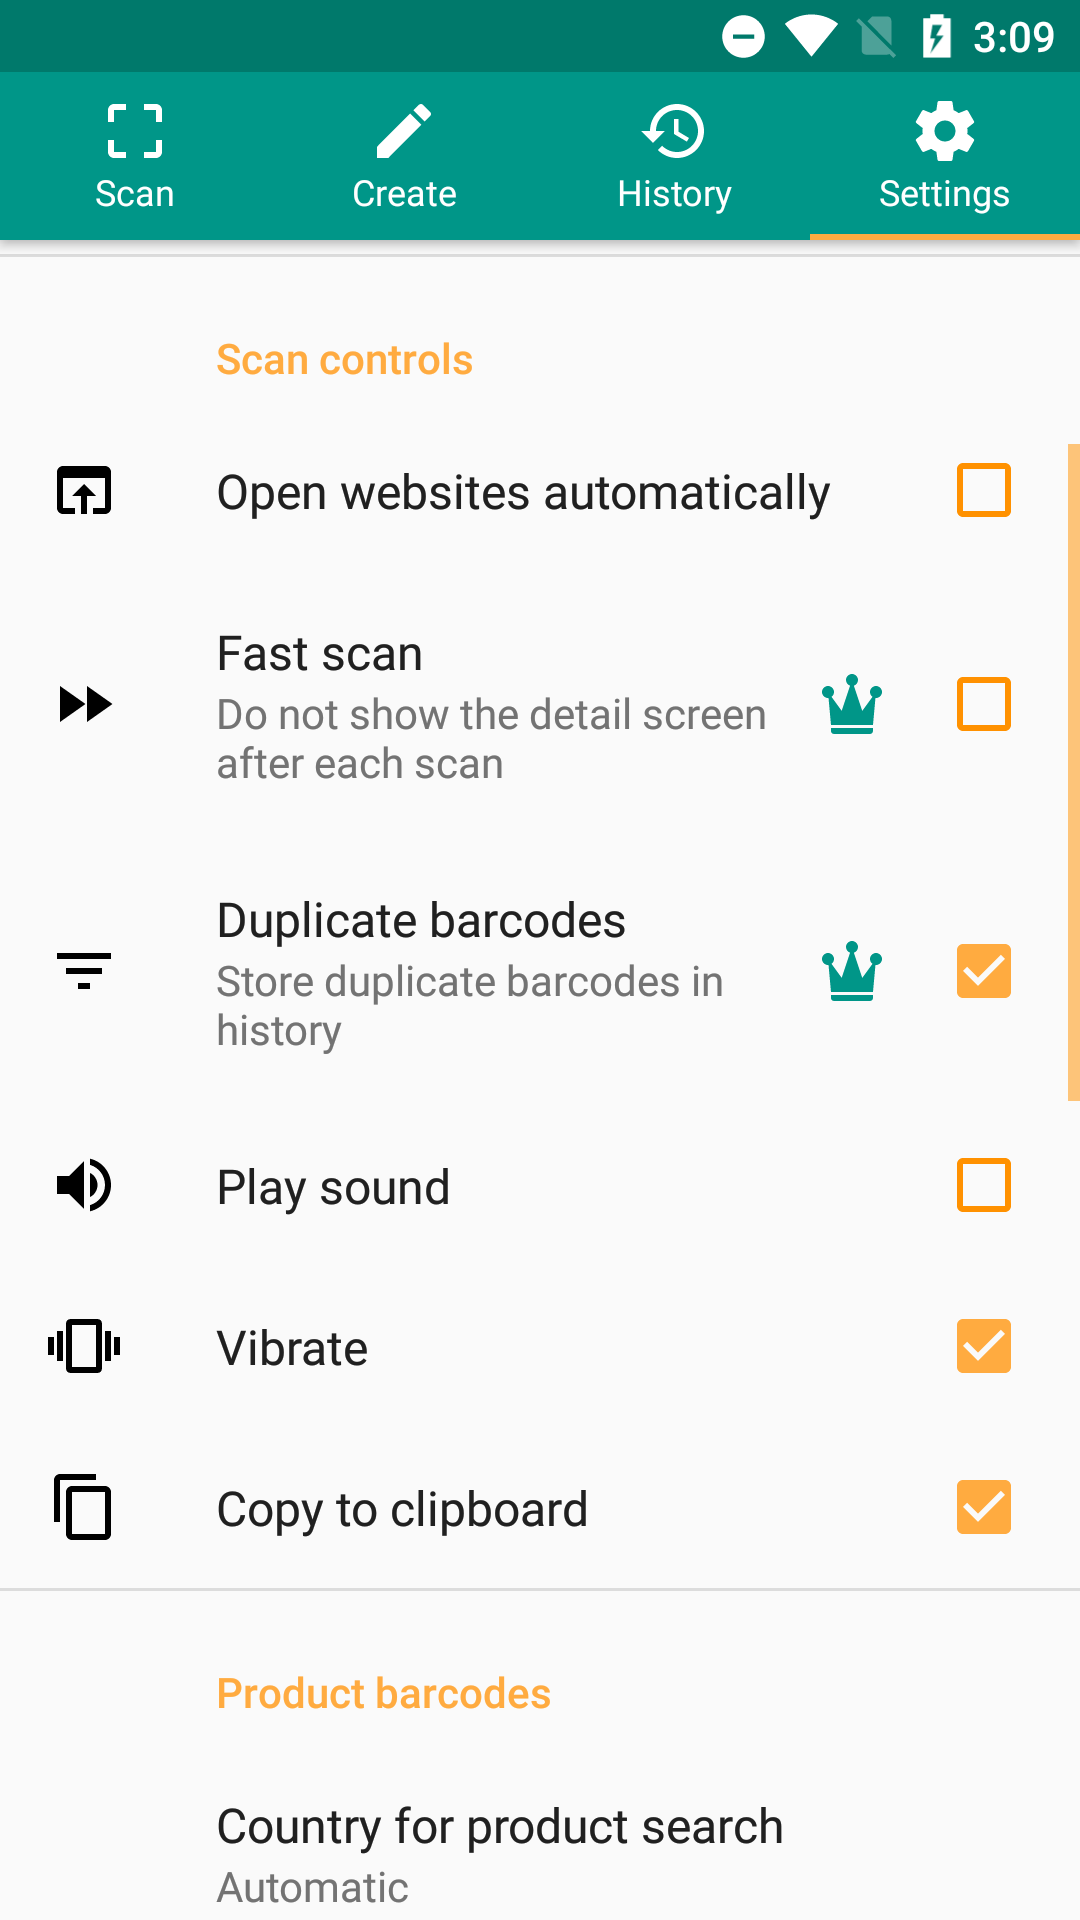 3:09
Scan
Create
History
Settings
Scan controls
Open websites automatically
Fast scan
Do not show the detail screen
after each scan
Duplicate barcodes
Store duplicate barcodes in
history
Play sound
Vibrate
Copy to clipboard
Product barcodes
Country for product search
Automatic